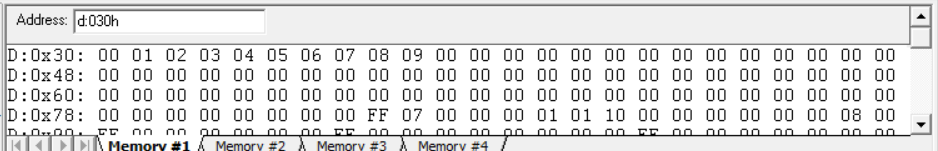 Address: d:030h
D:0x30: 00 01 02 03 04 05 06 07 08 09 00 00 00 00 00 00 00 00 00 00 00 00 00 00
D:0x48: 00 00 00 00 00 00 00 00 00 00 00 00 00 00 00 00 00 00 00 00 00 00 00 00
D:0x60: 00 00 00 00 00 00 00 00 00 00 00 00 00 00 00 00 00 00 00 00 00 00 00 00
D:0x78: 00 00 00 00 00 00 00 00 FF 07 00 00 00 00 01 01 10 00 00 00 00 00 08 00
Memory #1 Memory #2 Memory #3 Memory #4